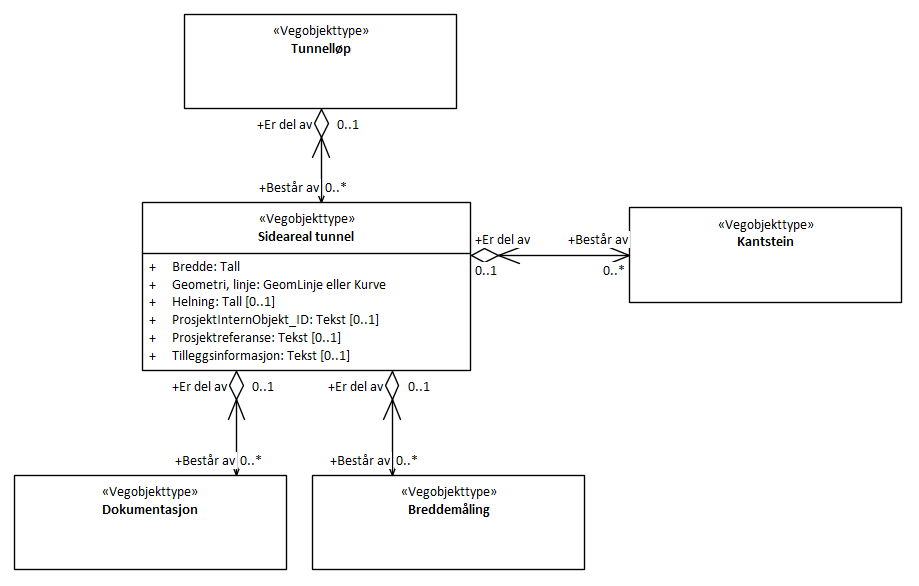 «Vegobjekttype»
Tunnelløp
+Er del av 0..1
+Består av 0..*
«Vegobjekttype»
Sideareal tunnel
+ Bredde: Tall
+ Geometri, linje: GeomLinje eller Kurve
+ Helning: Tall [0..1]
+ ProsjektInternObjekt_ID: Tekst [0..1]
+ Prosjektreferanse: Tekst [0..1]
+ Tilleggsinformasjon: Tekst [0..1]
+Er del av +Består av
0..1 0..*
«Vegobjekttype»
Kantstein
+Er del av 0..1
+Består av 0..*
«Vegobjekttype»
Dokumentasjon
+Er del av 0..1
+Består av 0..*
«Vegobjekttype»
Breddemåling